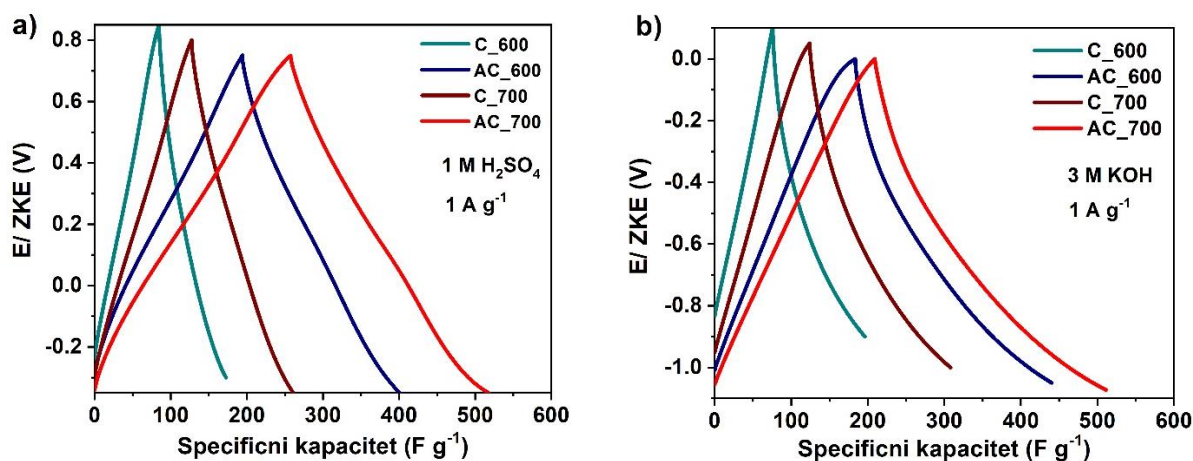 a)
C_600
AC_600
C_700
AC_700
1 M H₂SO₄
1 A g⁻¹
E/ ZKE (V)
0.8
0.6
0.4
0.2
0.0
-0.2
0
100
200
300
400
500
600
Specificni kapacitet (F g⁻¹)
b)
C_600
AC_600
C_700
AC_700
3 M KOH
1 A g⁻¹
E/ ZKE (V)
0.0
-0.2
-0.4
-0.6
-0.8
-1.0
0
100
200
300
400
500
600
Specificni kapacitet (F g⁻¹)